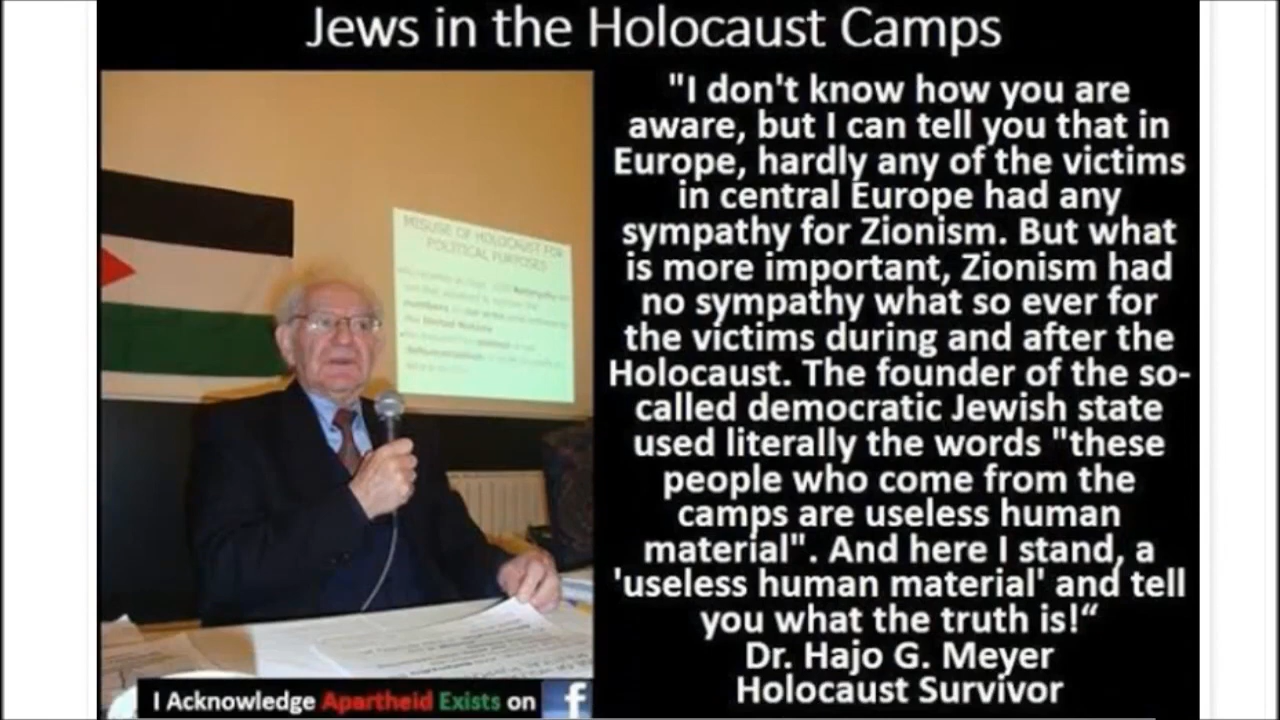 Jews in the Holocaust Camps
MISUSE OF HOLOCAUST FOR
POLITICAL PURPOSES
"I don't know how you are
aware, but I can tell you that in
Europe, hardly any of the victims
in central Europe had any
sympathy for Zionism. But what
is more important, Zionism had
no sympathy what so ever for
the victims during and after the
Holocaust. The founder of the so-
called democratic Jewish state
used literally the words "these
people who come from the
camps are useless human
material". And here I stand, a
'useless human material' and tell
you what the truth is!“
Dr. Hajo G. Meyer
Holocaust Survivor
I Acknowledge Apartheid Exists on f